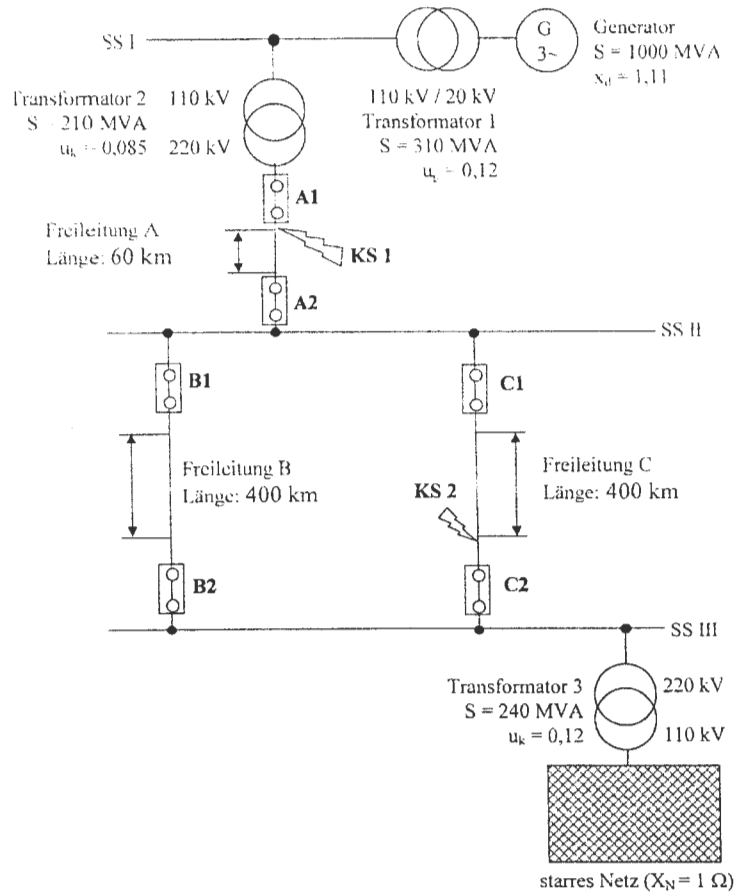 SS I
G
3~
Generator
S = 1000 MVA
x_d = 1,11
Transformator 2
S = 210 MVA
u_k = 0,085
110 kV
220 kV
110 kV / 20 kV
Transformator 1
S = 310 MVA
= 0,12
A1
Freileitung A
Länge: 60 km
KS 1
A2
SS II
B1
C1
Freileitung B
Länge: 400 km
Freileitung C
Länge: 400 km
KS 2
B2
C2
SS III
Transformator 3
S = 240 MVA
u_k = 0,12
220 kV
110 kV
starres Netz (X_N = 1 Ω)